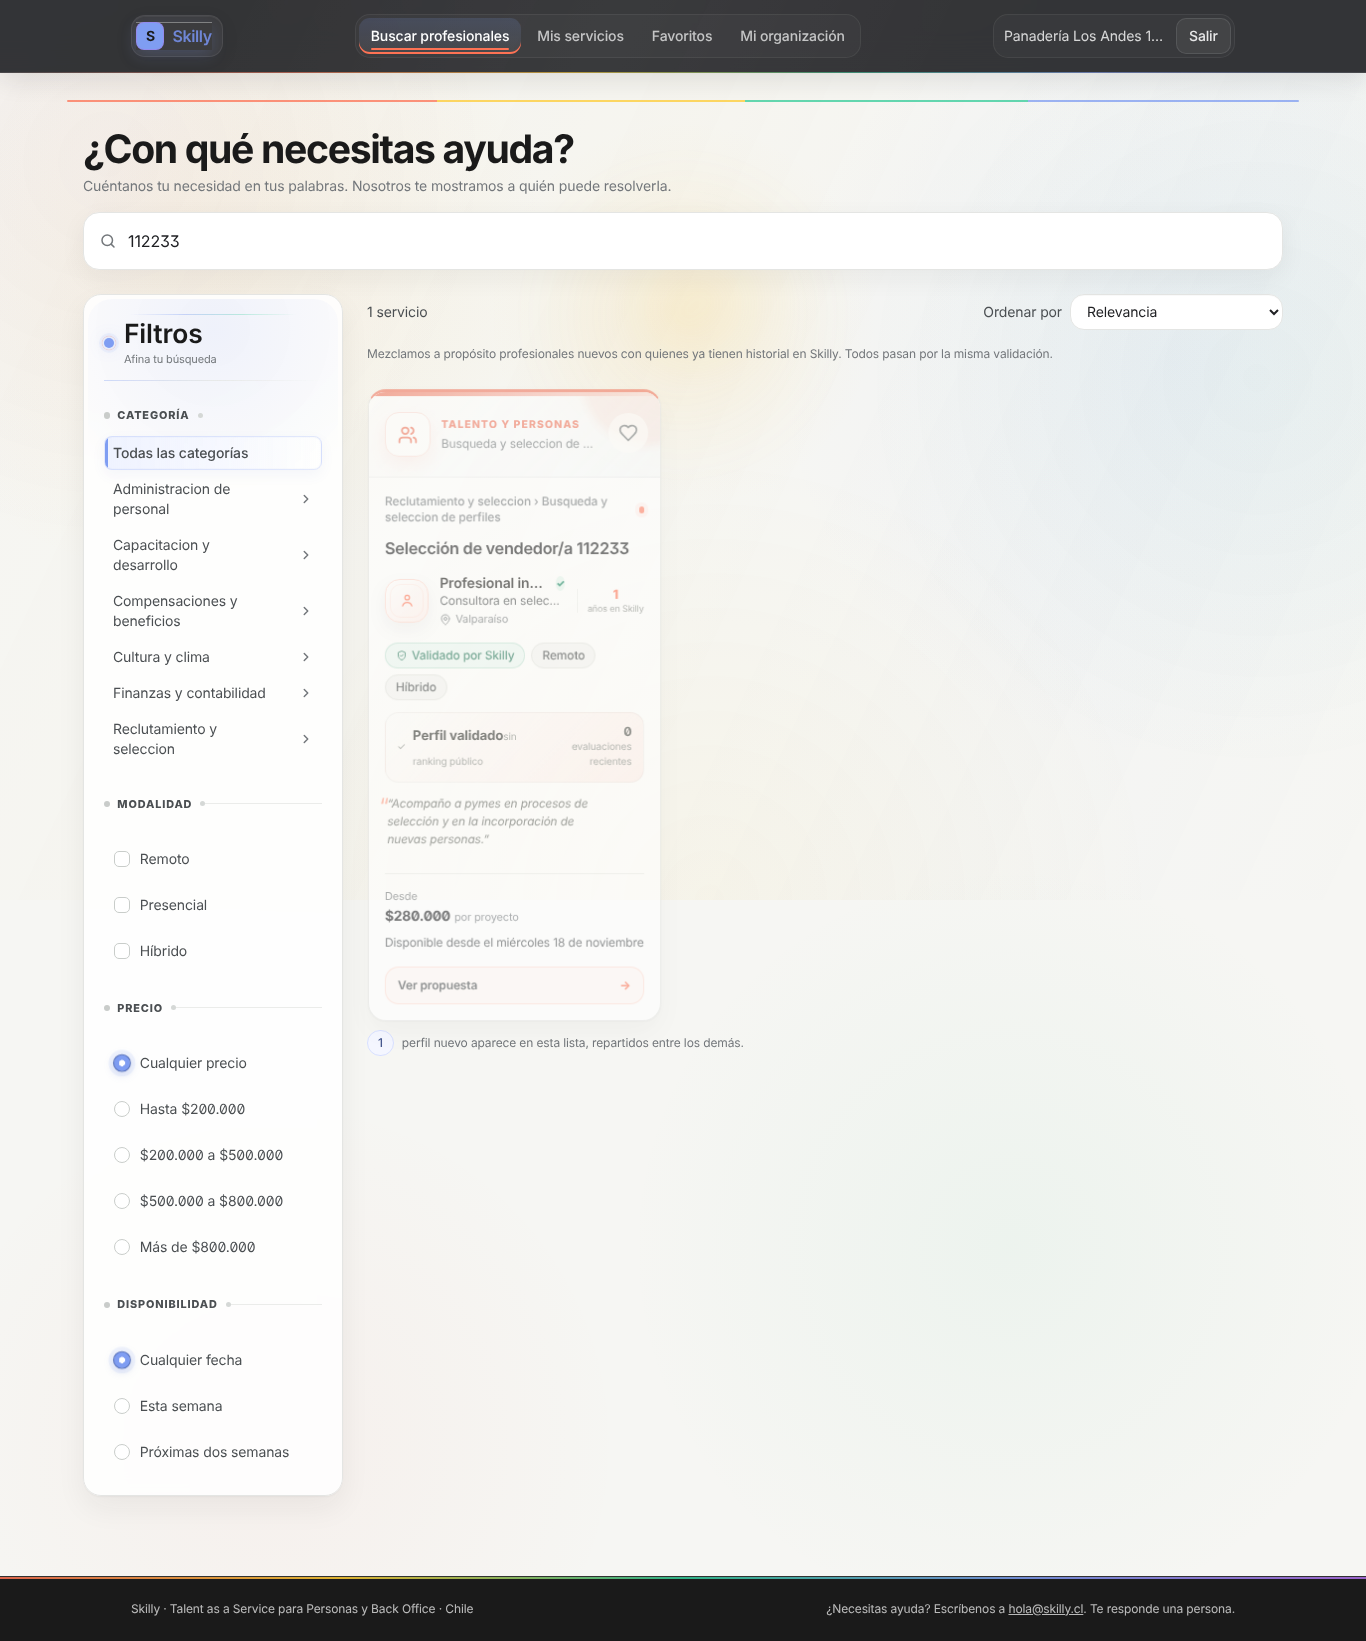 S Skilly
Buscar profesionales
Mis servicios
Favoritos
Mi organización
Panadería Los Andes 1...
Salir
¿Con qué necesitas ayuda?
Cuéntanos tu necesidad en tus palabras. Nosotros te mostramos a quién puede resolverla.
112233
Filtros
Afina tu búsqueda
CATEGORÍA
Todas las categorías
Administracion de
personal
Capacitacion y
desarrollo
Compensaciones y
beneficios
Cultura y clima
Finanzas y contabilidad
Reclutamiento y
seleccion
MODALIDAD
Remoto
Presencial
Híbrido
PRECIO
Cualquier precio
Hasta $200.000
$200.000 a $500.000
$500.000 a $800.000
Más de $800.000
DISPONIBILIDAD
Cualquier fecha
Esta semana
Próximas dos semanas
1 servicio
Ordenar por
Relevancia
Mezclamos a propósito profesionales nuevos con quienes ya tienen historial en Skilly. Todos pasan por la misma validación.
TALENTO Y PERSONAS
Busqueda y seleccion de ...
Reclutamiento y seleccion › Busqueda y
seleccion de perfiles
Selección de vendedor/a 112233
Profesional in...
Consultora en selec...
Valparaíso
1
años en Skilly
Validado por Skilly
Remoto
Híbrido
Perfil validado sin
ranking público
0
evaluaciones
recientes
"“Acompaño a pymes en procesos de
selección y en la incorporación de
nuevas personas.”
Desde
$280.000 por proyecto
Disponible desde el miércoles 18 de noviembre
Ver propuesta →
1 perfil nuevo aparece en esta lista, repartidos entre los demás.
Skilly · Talent as a Service para Personas y Back Office · Chile
¿Necesitas ayuda? Escríbenos a hola@skilly.cl. Te responde una persona.